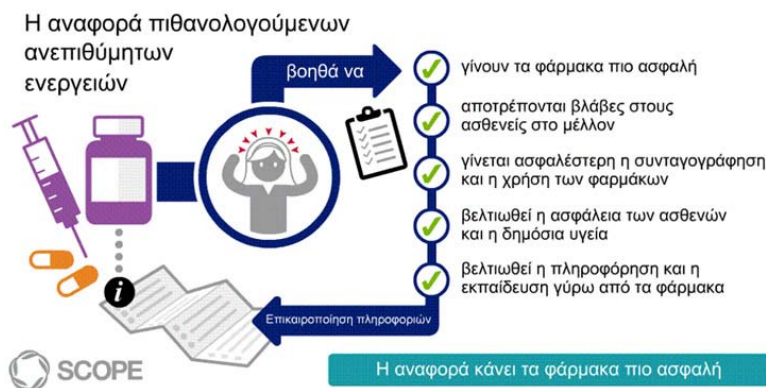 Η αναφορά πιθανολογούμενων
ανεπιθύμητων
ενεργειών
βοηθά να
γίνουν τα φάρμακα πιο ασφαλή
αποτρέπονται βλάβες στους
ασθενείς στο μέλλον
γίνεται ασφαλέστερη η συνταγογράφηση
και η χρήση των φαρμάκων
βελτιωθεί η ασφάλεια των ασθενών
και η δημόσια υγεία
βελτιωθεί η πληροφόρηση και η
εκπαίδευση γύρω από τα φάρμακα
i
Επικαιροποίηση πληροφοριών
SCOPE
Η αναφορά κάνει τα φάρμακα πιο ασφαλή